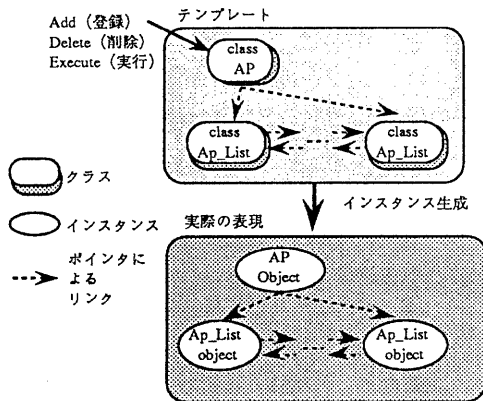 テンプレート
Add（登録）
Delete（削除）
Execute（実行）
class
AP
class
Ap_List
class
Ap_List
クラス
インスタンス
ポインタに
よる
リンク
インスタンス生成
実際の表現
AP
Object
Ap_List
object
Ap_List
object